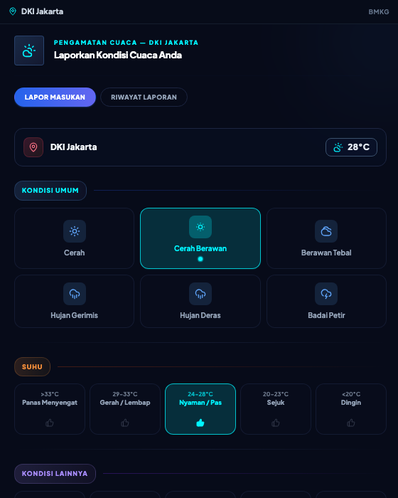 DKI Jakarta
BMKG
PENGAMATAN CUACA — DKI JAKARTA
Laporkan Kondisi Cuaca Anda
LAPOR MASUKAN
RIWAYAT LAPORAN
DKI Jakarta
28°C
KONDISI UMUM
Cerah
Cerah Berawan
Berawan Tebal
Hujan Gerimis
Hujan Deras
Badai Petir
SUHU
>33°C
Panas Menyengat
29–33°C
Gerah / Lembap
24–28°C
Nyaman / Pas
20–23°C
Sejuk
<20°C
Dingin
KONDISI LAINNYA